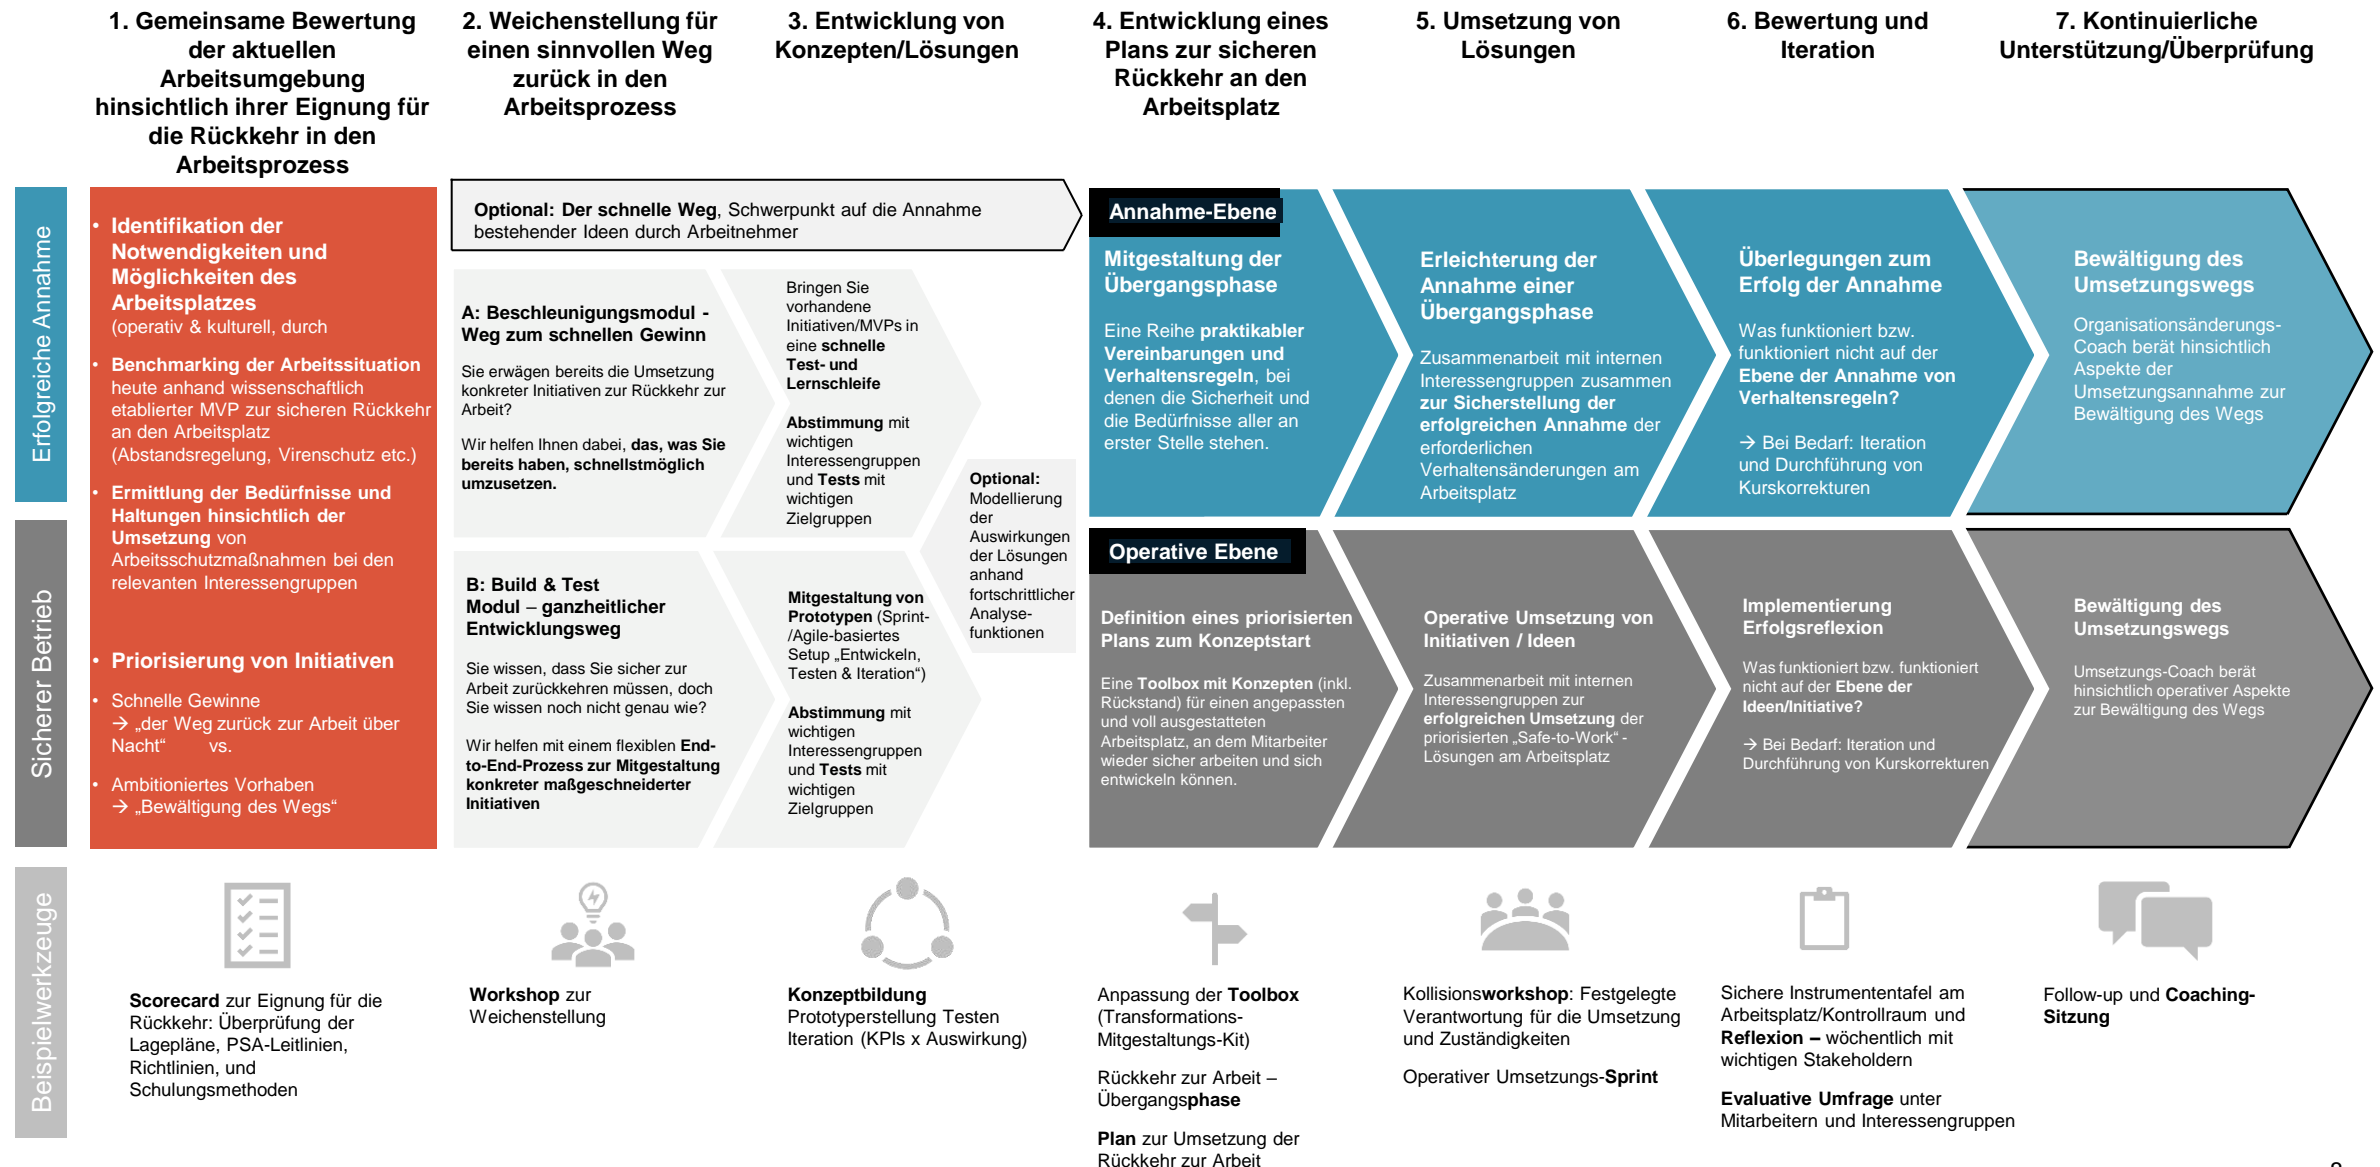 1. Gemeinsame Bewertung
der aktuellen
Arbeitsumgebung
hinsichtlich ihrer Eignung für
die Rückkehr in den
Arbeitsprozess
2. Weichenstellung für
einen sinnvollen Weg
zurück in den
Arbeitsprozess
3. Entwicklung von
Konzepten/Lösungen
4. Entwicklung eines
Plans zur sicheren
Rückkehr an den
Arbeitsplatz
5. Umsetzung von
Lösungen
6. Bewertung und
Iteration
7. Kontinuierliche
Unterstützung/Überprüfung
Erfolgreiche Annahme
Sicherer Betrieb
• Identifikation der
Notwendigkeiten und
Möglichkeiten des
Arbeitsplatzes
(operativ & kulturell, durch
• Benchmarking der Arbeitssituation
heute anhand wissenschaftlich
etablierter MVP zur sicheren Rückkehr
an den Arbeitsplatz
(Abstandsregelung, Virenschutz etc.)
• Ermittlung der Bedürfnisse und
Haltungen hinsichtlich der
Umsetzung von
Arbeitsschutzmaßnahmen bei den
relevanten Interessengruppen
• Priorisierung von Initiativen
• Schnelle Gewinne
→ „der Weg zurück zur Arbeit über
Nacht“ vs.
• Ambitioniertes Vorhaben
→ „Bewältigung des Wegs“
Optional: Der schnelle Weg, Schwerpunkt auf die Annahme
bestehender Ideen durch Arbeitnehmer
A: Beschleunigungsmodul -
Weg zum schnellen Gewinn
Sie erwägen bereits die Umsetzung
konkreter Initiativen zur Rückkehr zur
Arbeit?
Wir helfen Ihnen dabei, das, was Sie
bereits haben, schnellstmöglich
umzusetzen.
Bringen Sie
vorhandene
Initiativen/MVPs in
eine schnelle
Test- und
Lernschleife
Abstimmung mit
wichtigen
Interessengruppen
und Tests mit
wichtigen
Zielgruppen
B: Build & Test
Modul – ganzheitlicher
Entwicklungsweg
Sie wissen, dass Sie sicher zur
Arbeit zurückkehren müssen, doch
Sie wissen noch nicht genau wie?
Wir helfen mit einem flexiblen End-
to-End-Prozess zur Mitgestaltung
konkreter maßgeschneiderter
Initiativen
Mitgestaltung von
Prototypen (Sprint-
/Agile-basiertes
Setup „Entwickeln,
Testen & Iteration“)
Abstimmung mit
wichtigen
Interessengruppen
und Tests mit
wichtigen
Zielgruppen
Optional:
Modellierung
der
Auswirkungen
der Lösungen
anhand
fortschrittlicher
Analyse-
funktionen
Annahme-Ebene
Mitgestaltung der
Übergangsphase
Eine Reihe praktikabler
Vereinbarungen und
Verhaltensregeln, bei
denen die Sicherheit und
die Bedürfnisse aller an
erster Stelle stehen.
Erleichterung der
Annahme einer
Übergangsphase
Zusammenarbeit mit internen
Interessengruppen zusammen
zur Sicherstellung der
erfolgreichen Annahme der
erforderlichen
Verhaltensänderungen am
Arbeitsplatz
Überlegungen zum
Erfolg der Annahme
Was funktioniert bzw.
funktioniert nicht auf der
Ebene der Annahme von
Verhaltensregeln?
→ Bei Bedarf: Iteration
und Durchführung von
Kurskorrekturen
Bewältigung des
Umsetzungswegs
Organisationsänderungs-
Coach berät hinsichtlich
Aspekte der
Umsetzungsannahme zur
Bewältigung des Wegs
Operative Ebene
Definition eines priorisierten
Plans zum Konzeptstart
Eine Toolbox mit Konzepten (inkl.
Rückstand) für einen angepassten
und voll ausgestatteten
Arbeitsplatz, an dem Mitarbeiter
wieder sicher arbeiten und sich
entwickeln können.
Operative Umsetzung von
Initiativen / Ideen
Zusammenarbeit mit internen
Interessengruppen zur
erfolgreichen Umsetzung der
priorisierten „Safe-to-Work“ -
Lösungen am Arbeitsplatz
Implementierung
Erfolgsreflexion
Was funktioniert bzw. funktioniert
nicht auf der Ebene der
Ideen/Initiative?
→ Bei Bedarf: Iteration und
Durchführung von Kurskorrekturen
Bewältigung des
Umsetzungswegs
Umsetzungs-Coach berät
hinsichtlich operativer Aspekte
zur Bewältigung des Wegs
Beispielwerkzeuge
Scorecard zur Eignung für die
Rückkehr: Überprüfung der
Lagepläne, PSA-Leitlinien,
Richtlinien, und
Schulungsmethoden
Workshop zur
Weichenstellung
Konzeptbildung
Prototyperstellung Testen
Iteration (KPIs x Auswirkung)
Anpassung der Toolbox
(Transformations-
Mitgestaltungs-Kit)
Rückkehr zur Arbeit –
Übergangsphase
Plan zur Umsetzung der
Rückkehr zur Arbeit
Kollisionsworkshop: Festgelegte
Verantwortung für die Umsetzung
und Zuständigkeiten
Operativer Umsetzungs-Sprint
Sichere Instrumententafel am
Arbeitsplatz/Kontrollraum und
Reflexion – wöchentlich mit
wichtigen Stakeholdern
Evaluative Umfrage unter
Mitarbeitern und Interessengruppen
Follow-up und Coaching-
Sitzung